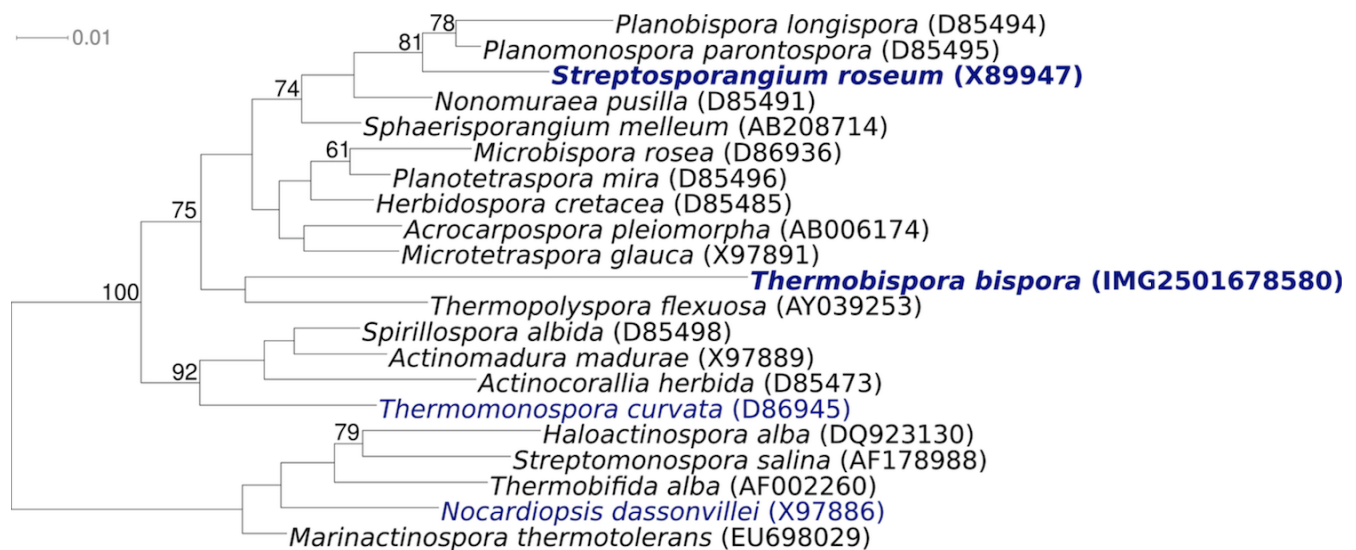 0.01
78
Planobispora longispora (D85494)
81
Planomonospora parontospora (D85495)
Streptosporangium roseum (X89947)
74
Nonomuraea pusilla (D85491)
Sphaerisporangium melleum (AB208714)
61
Microbispora rosea (D86936)
Planotetraspora mira (D85496)
Herbidospora cretacea (D85485)
75
Acrocarpospora pleiomorpha (AB006174)
Microtetraspora glauca (X97891)
Thermobispora bispora (IMG2501678580)
100
Thermopolyspora flexuosa (AY039253)
Spirillospora albida (D85498)
Actinomadura madurae (X97889)
92
Actinocorallia herbida (D85473)
Thermomonospora curvata (D86945)
79
Haloactinospora alba (DQ923130)
Streptomonospora salina (AF178988)
Thermobifida alba (AF002260)
Nocardiopsis dassonvillei (X97886)
Marinactinospora thermotolerans (EU698029)